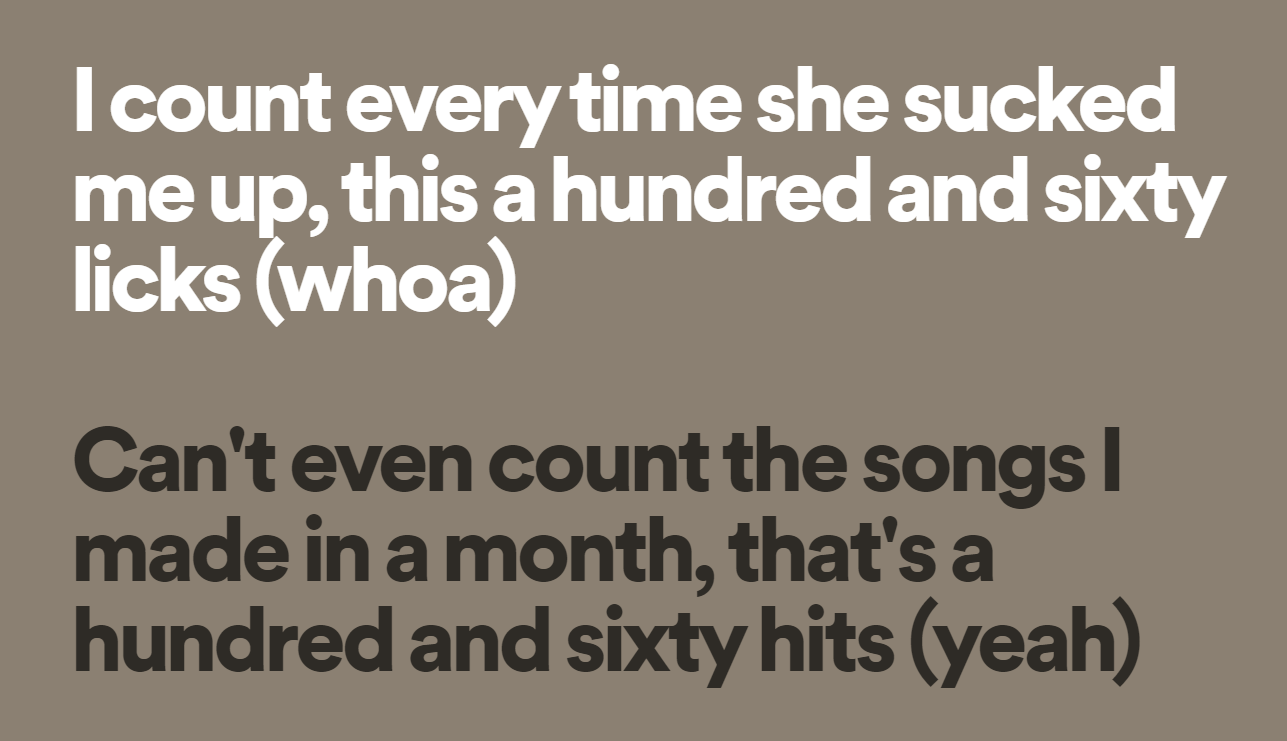 I count every time she sucked
me up, this a hundred and sixty
licks (whoa)
Can't even count the songs I
made in a month, that's a
hundred and sixty hits (yeah)